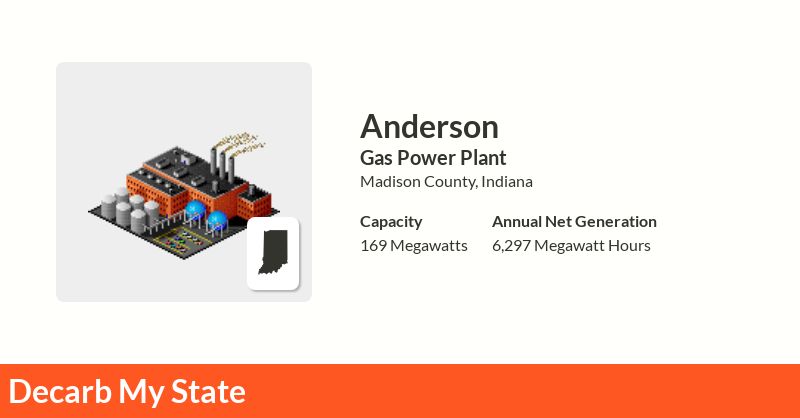 Anderson
Gas Power Plant
Madison County, Indiana
Capacity
169 Megawatts
Annual Net Generation
6,297 Megawatt Hours
Decarb My State